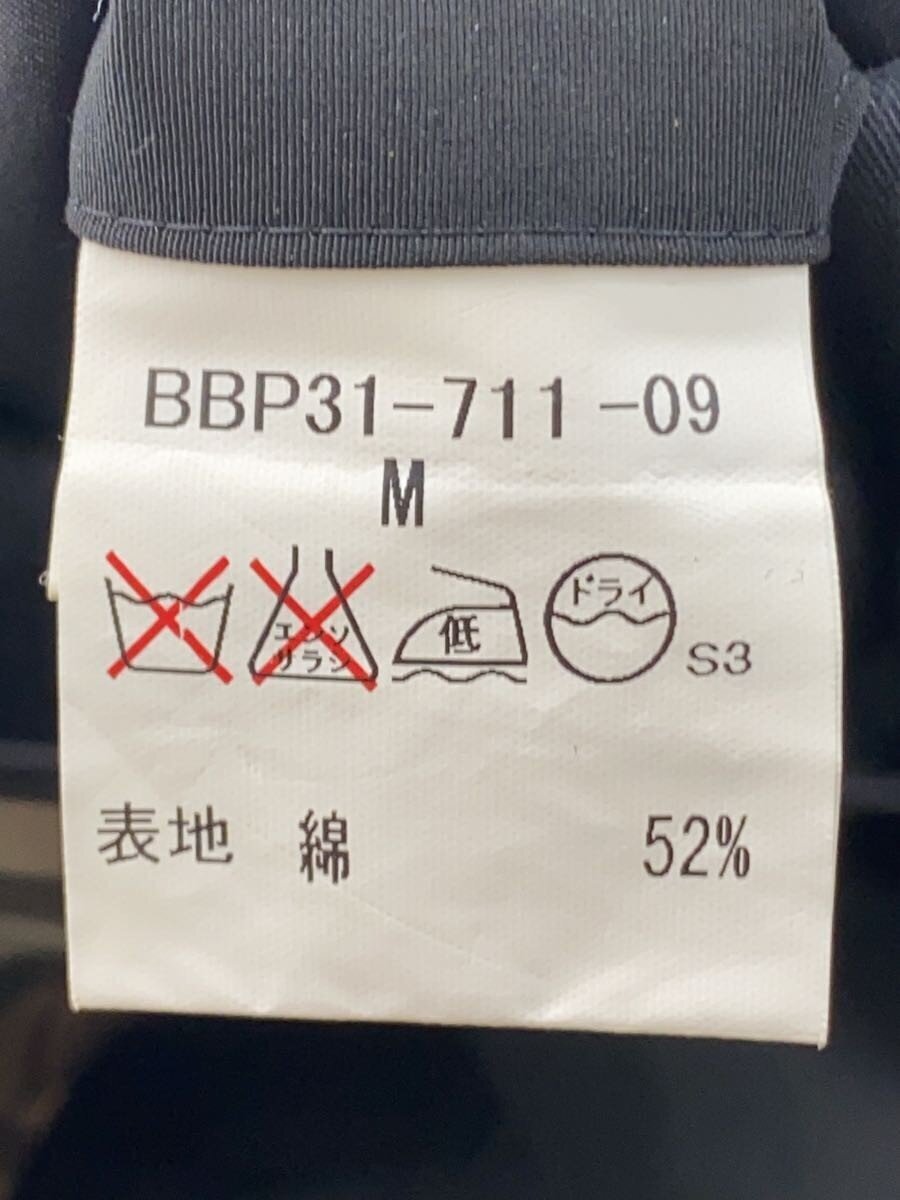 BBP31-711-09
M
エンソ
サラシ
低
ドライ
S3
表地 綿 52%